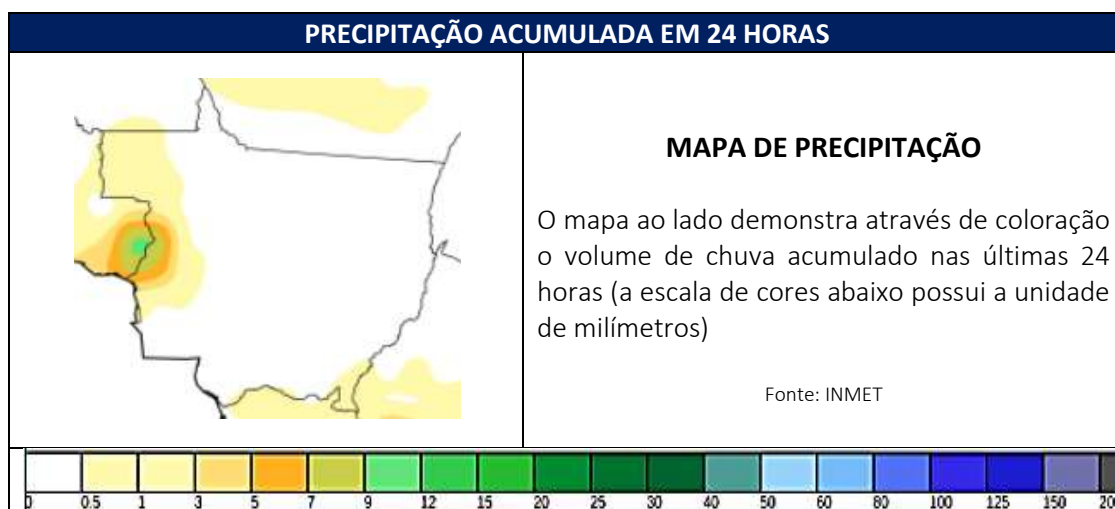 PRECIPITAÇÃO ACUMULADA EM 24 HORAS
MAPA DE PRECIPITAÇÃO
O mapa ao lado demonstra através de coloração
o volume de chuva acumulado nas últimas 24
horas (a escala de cores abaixo possui a unidade
de milímetros)
Fonte: INMET
0 0.5 1 3 5 7 9 12 15 20 25 30 40 50 60 80 100 125 150